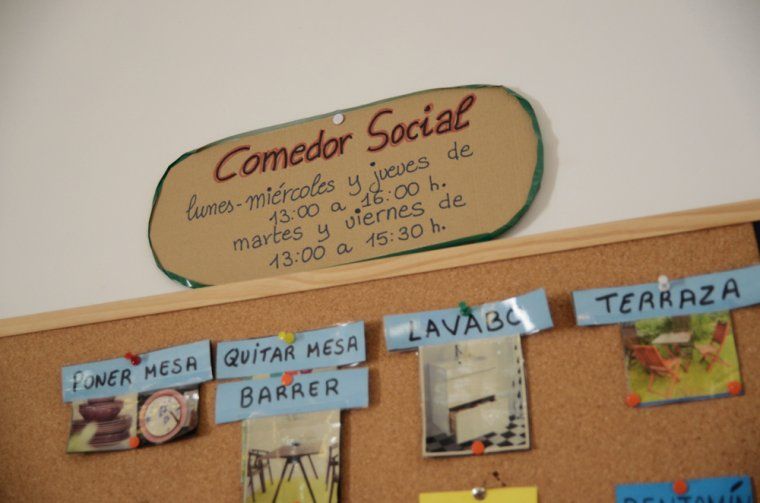 Comedor Social
lunes-miércoles y jueves de
13:00 a 16:00 h.
martes y viernes de
13:00 a 15:30 h.
PONER MESA
QUITAR MESA
BARRER
LAVABO
TERRAZA